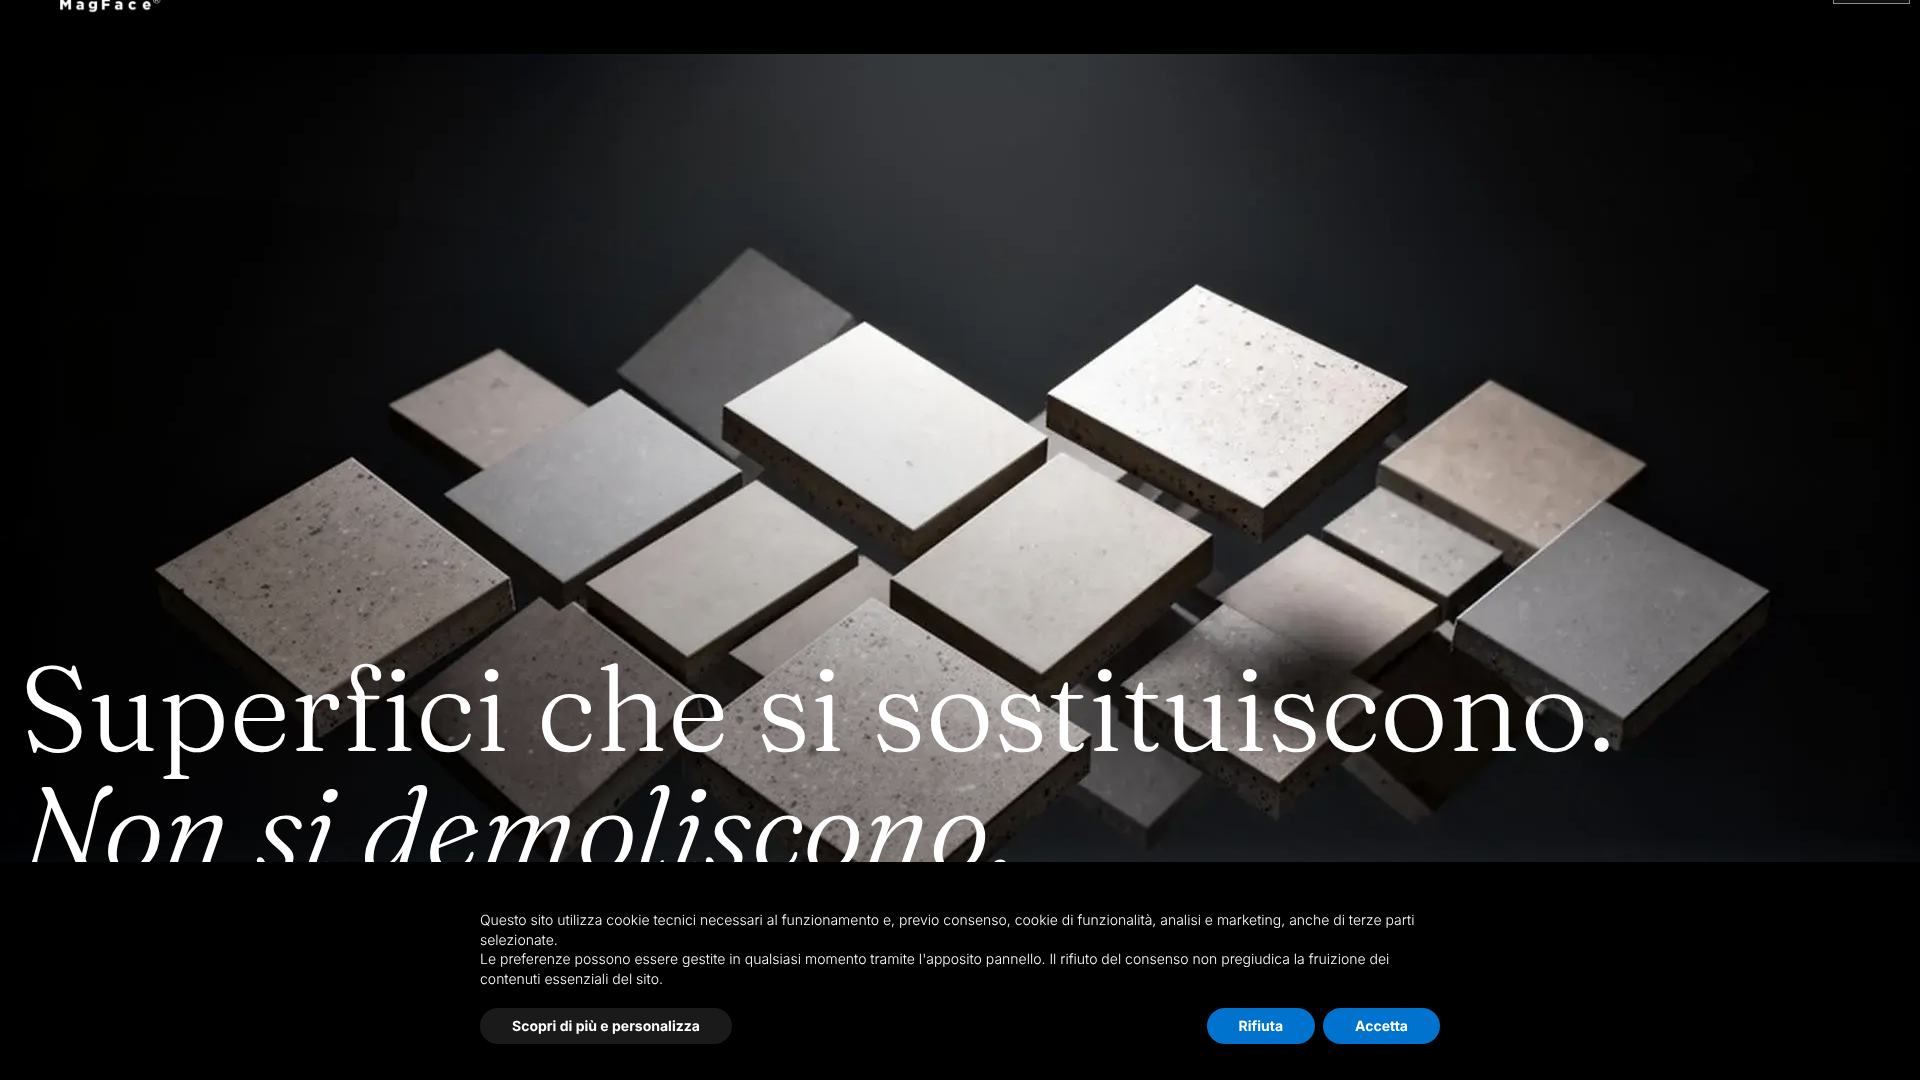 MagFace®
Superfici che si sostituiscono.
Non si demoliscono.
Questo sito utilizza cookie tecnici necessari al funzionamento e, previo consenso, cookie di funzionalità, analisi e marketing, anche di terze parti
selezionate.
Le preferenze possono essere gestite in qualsiasi momento tramite l'apposito pannello. Il rifiuto del consenso non pregiudica la fruizione dei
contenuti essenziali del sito.
Scopri di più e personalizza
Rifiuta
Accetta